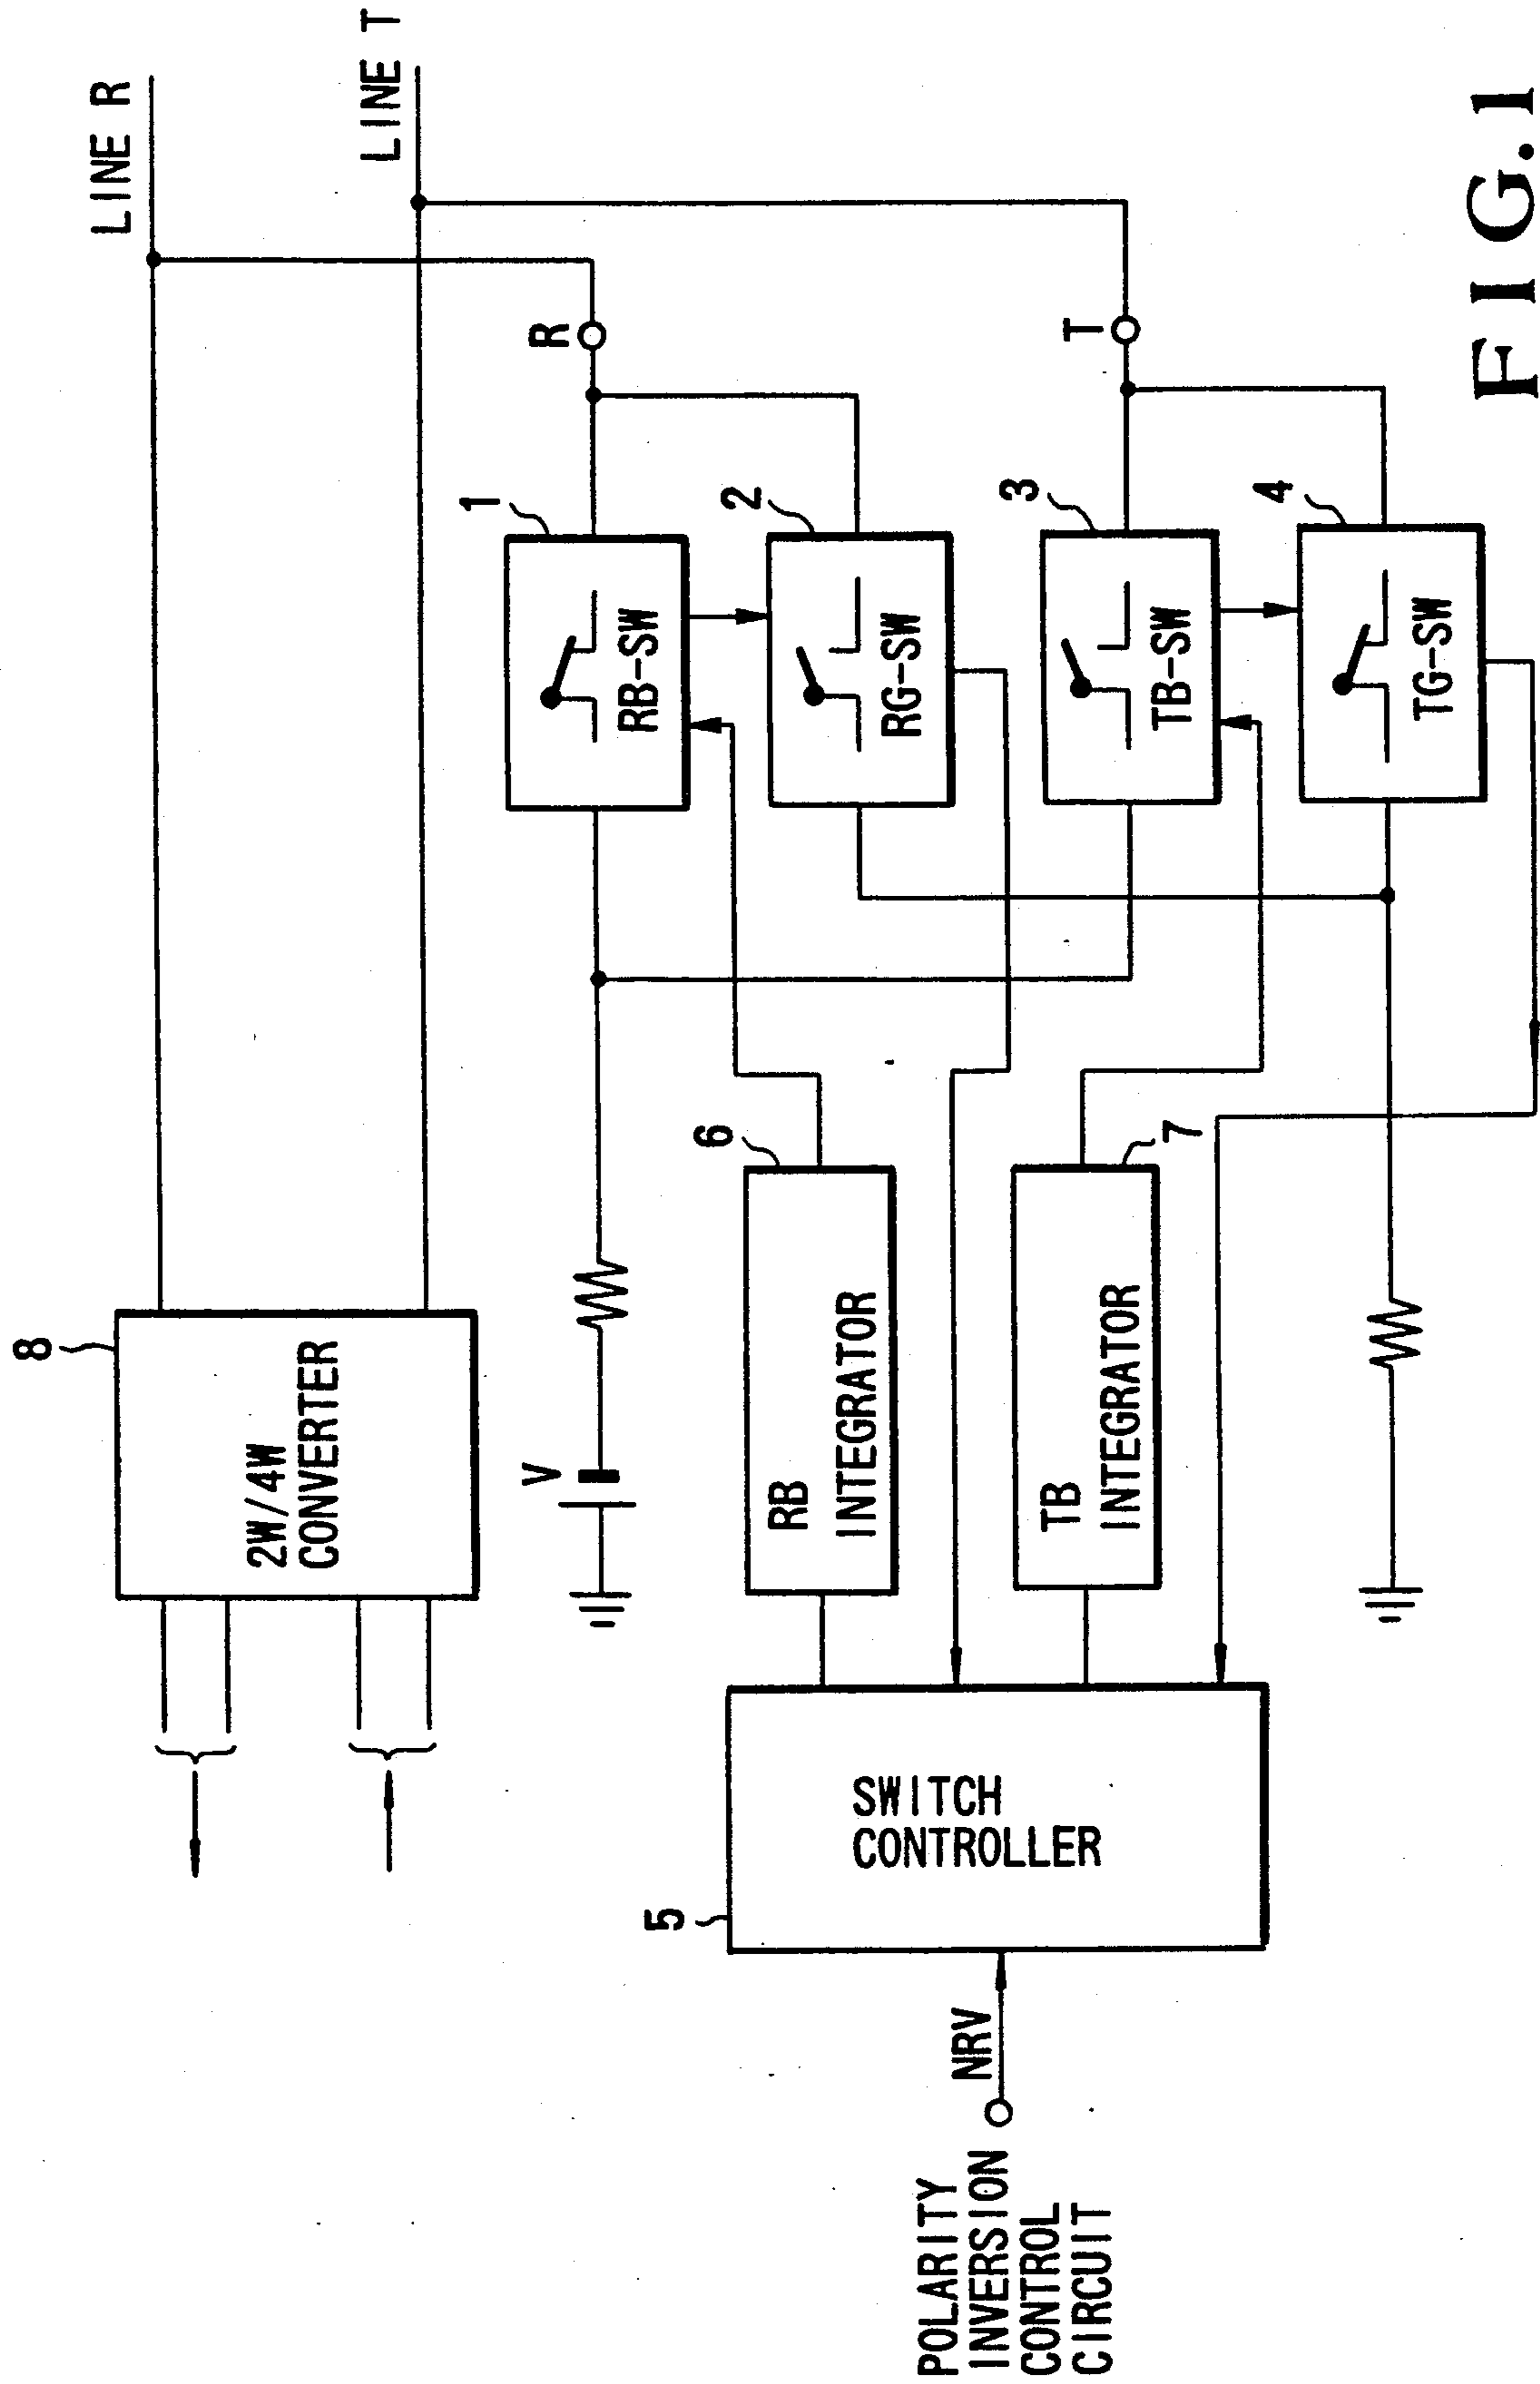 LINE R
LINE T
8
2W/4W
CONVERTER
R
1
RB-SW
V
2
RG-SW
6
RB
INTEGRATOR
T
3
TB-SW
7
TB
INTEGRATOR
4
TG-SW
5
SWITCH
CONTROLLER
NRV
POLARITY
INVERSION
CONTROL
CIRCUIT
FIG. 1